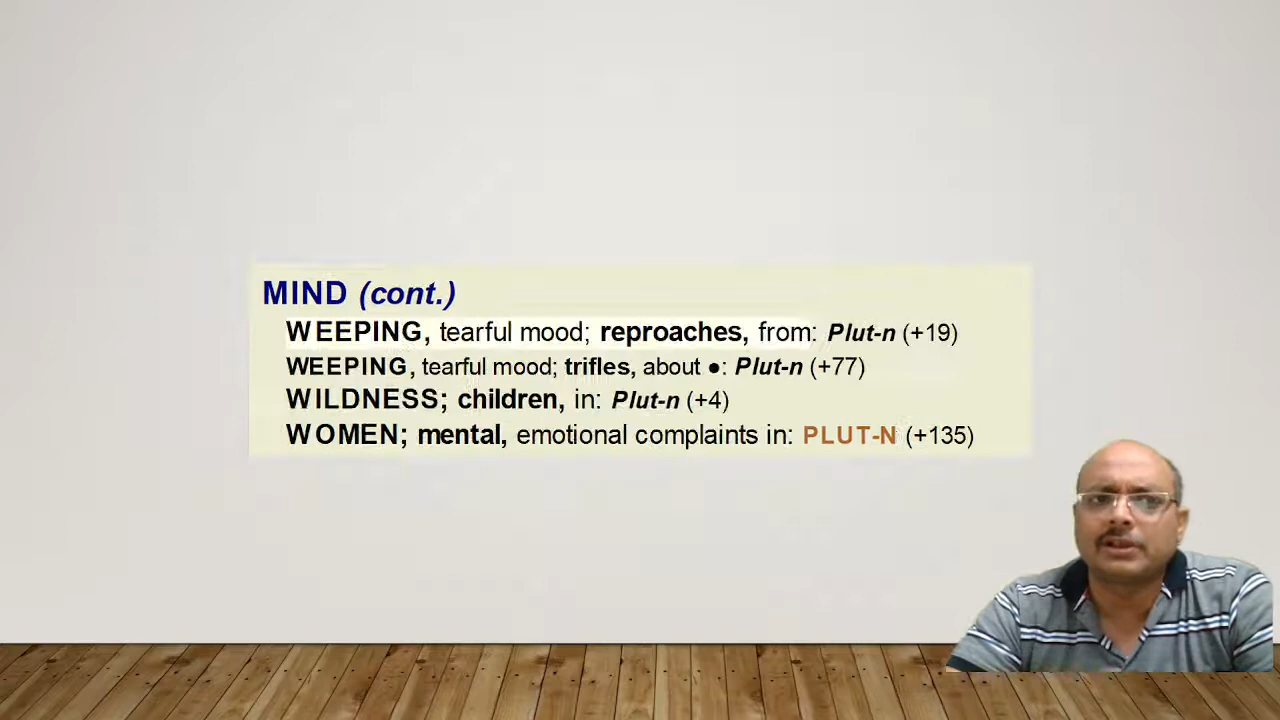 MIND (cont.)
WEEPING, tearful mood; reproaches, from: Plut-n (+19)
WEEPING, tearful mood; trifles, about ●: Plut-n (+77)
WILDNESS; children, in: Plut-n (+4)
WOMEN; mental, emotional complaints in: PLUT-N (+135)